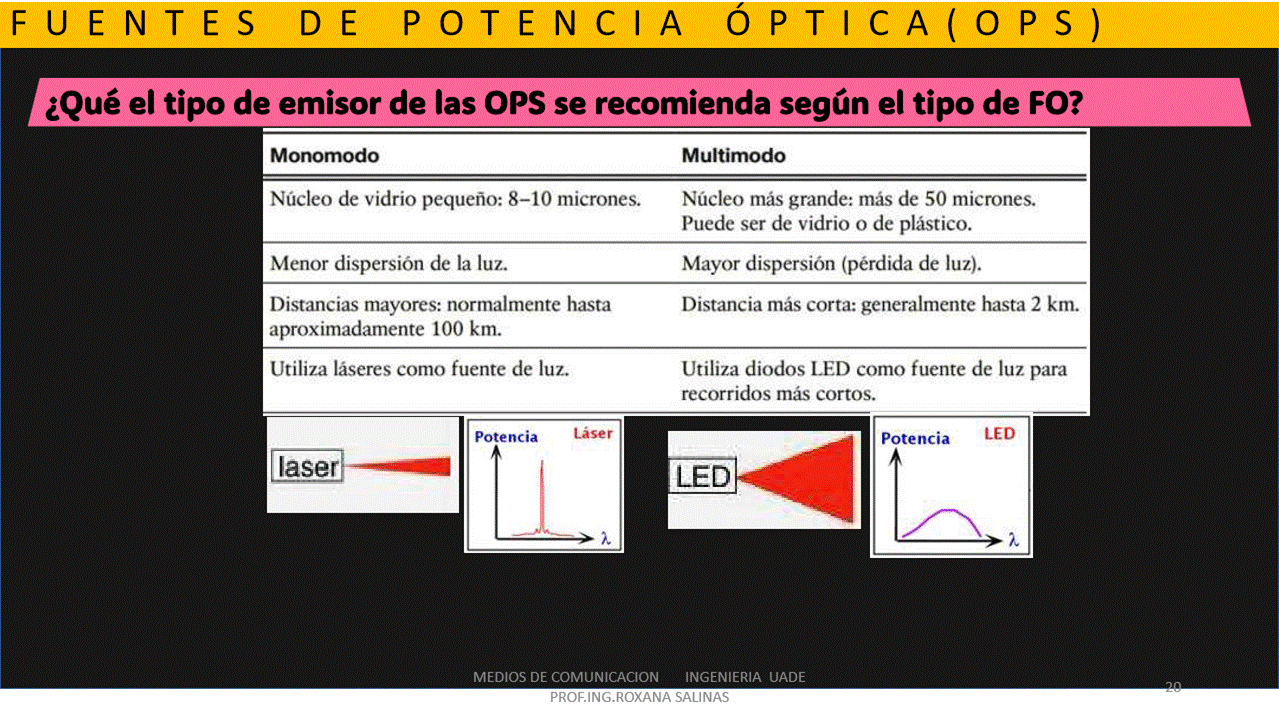 FUENTES DE POTENCIA ÓPTICA(OPS)
¿Qué el tipo de emisor de las OPS se recomienda según el tipo de FO?
Monomodo
Multimodo
Núcleo de vidrio pequeño: 8–10 micrones.
Núcleo más grande: más de 50 micrones.
Puede ser de vidrio o de plástico.
Menor dispersión de la luz.
Mayor dispersión (pérdida de luz).
Distancias mayores: normalmente hasta
aproximadamente 100 km.
Distancia más corta: generalmente hasta 2 km.
Utiliza láseres como fuente de luz.
Utiliza diodos LED como fuente de luz para
recorridos más cortos.
laser
Potencia
Láser
λ
LED
Potencia
LED
λ
MEDIOS DE COMUNICACION INGENIERIA UADE
PROF.ING.ROXANA SALINAS
20